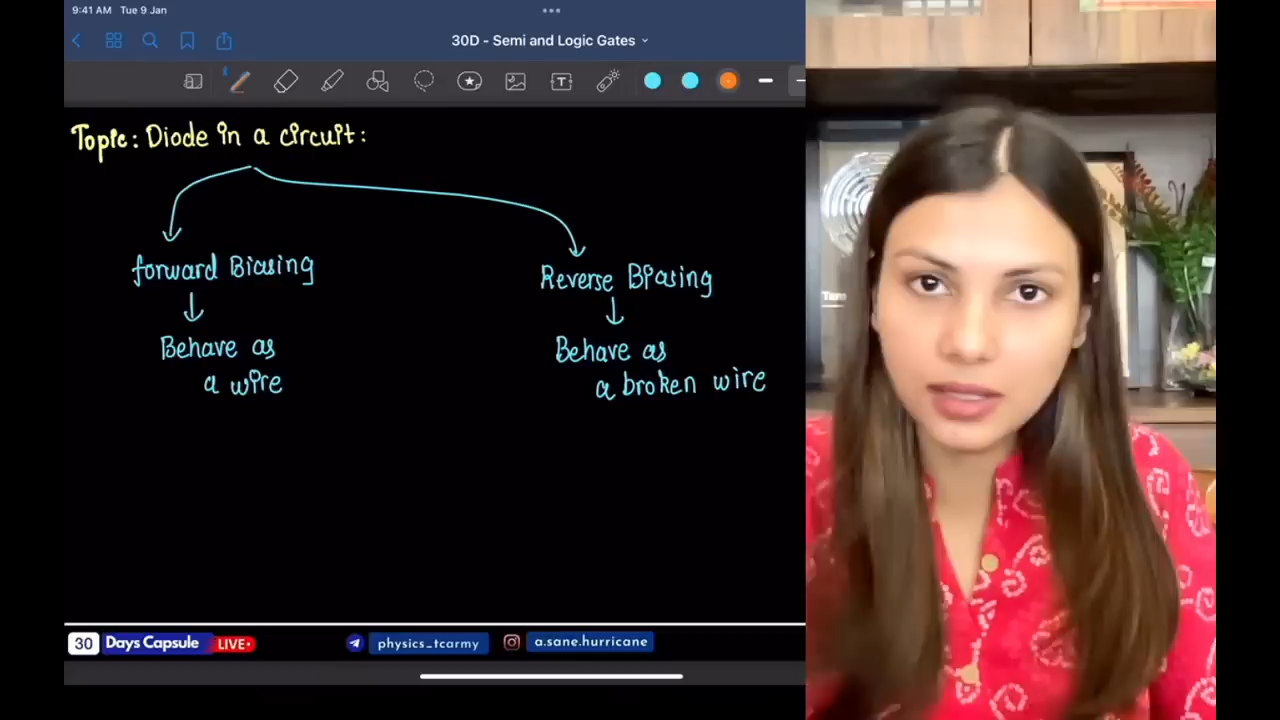 9:41 AM Tue 9 Jan
30D - Semi and Logic Gates
T
Topic: Diode in a circuit:
forward Biasing
Reverse Biasing
Behave as
a wire
Behave as
a broken wire
30 Days Capsule LIVE
physics_tcarmy
a.sane.hurricane